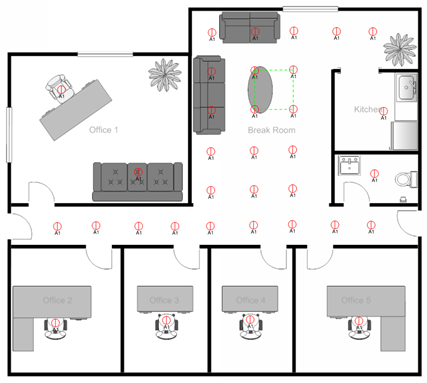 A1 A1 A1 A1 A1
A1 A1 A1
A1
Kitchen
A1 A1 A1 A1
Office 1 Break Room
A1 A1 A1
A1 A1
A1 A1 A1
A1 A1 A1 A1 A1 A1 A1 A1 A1
Office 2 Office 3 Office 4 Office 5
A1 A1 A1 A1